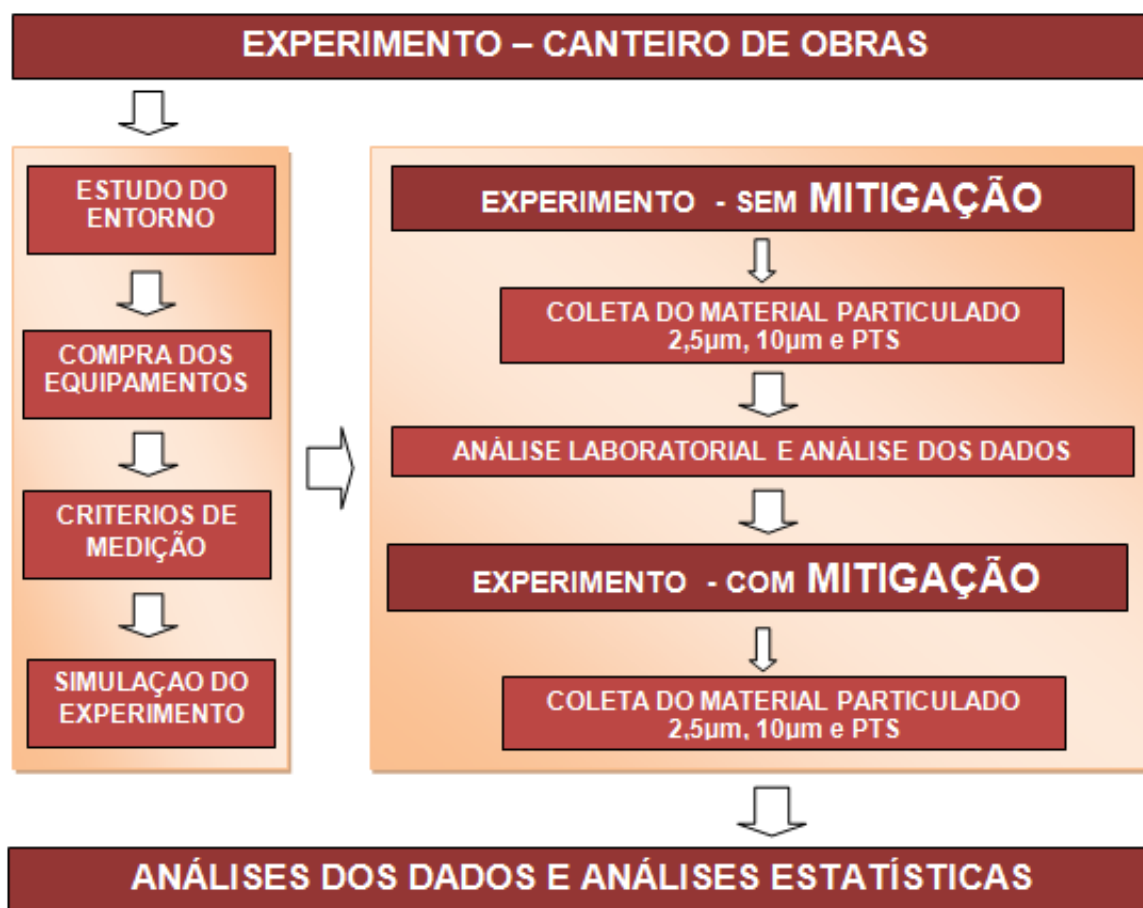 EXPERIMENTO – CANTEIRO DE OBRAS
ESTUDO DO
ENTORNO
COMPRA DOS
EQUIPAMENTOS
CRITERIOS DE
MEDIÇÃO
SIMULAÇAO DO
EXPERIMENTO
EXPERIMENTO - SEM MITIGAÇÃO
COLETA DO MATERIAL PARTICULADO
2,5µm, 10µm e PTS
ANÁLISE LABORATORIAL E ANÁLISE DOS DADOS
EXPERIMENTO - COM MITIGAÇÃO
COLETA DO MATERIAL PARTICULADO
2,5µm, 10µm e PTS
ANÁLISES DOS DADOS E ANÁLISES ESTATÍSTICAS